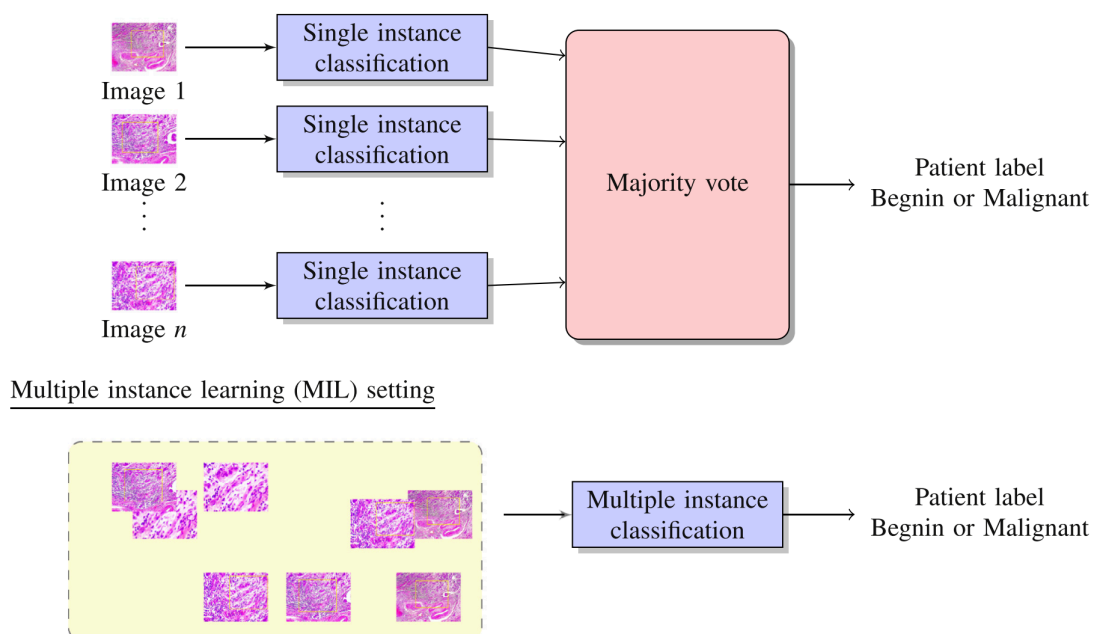 Single instance
classification
Image 1
Single instance
classification
Image 2
Single instance
classification
Image n
Majority vote
Patient label
Begnin or Malignant
Multiple instance learning (MIL) setting
Multiple instance
classification
Patient label
Begnin or Malignant